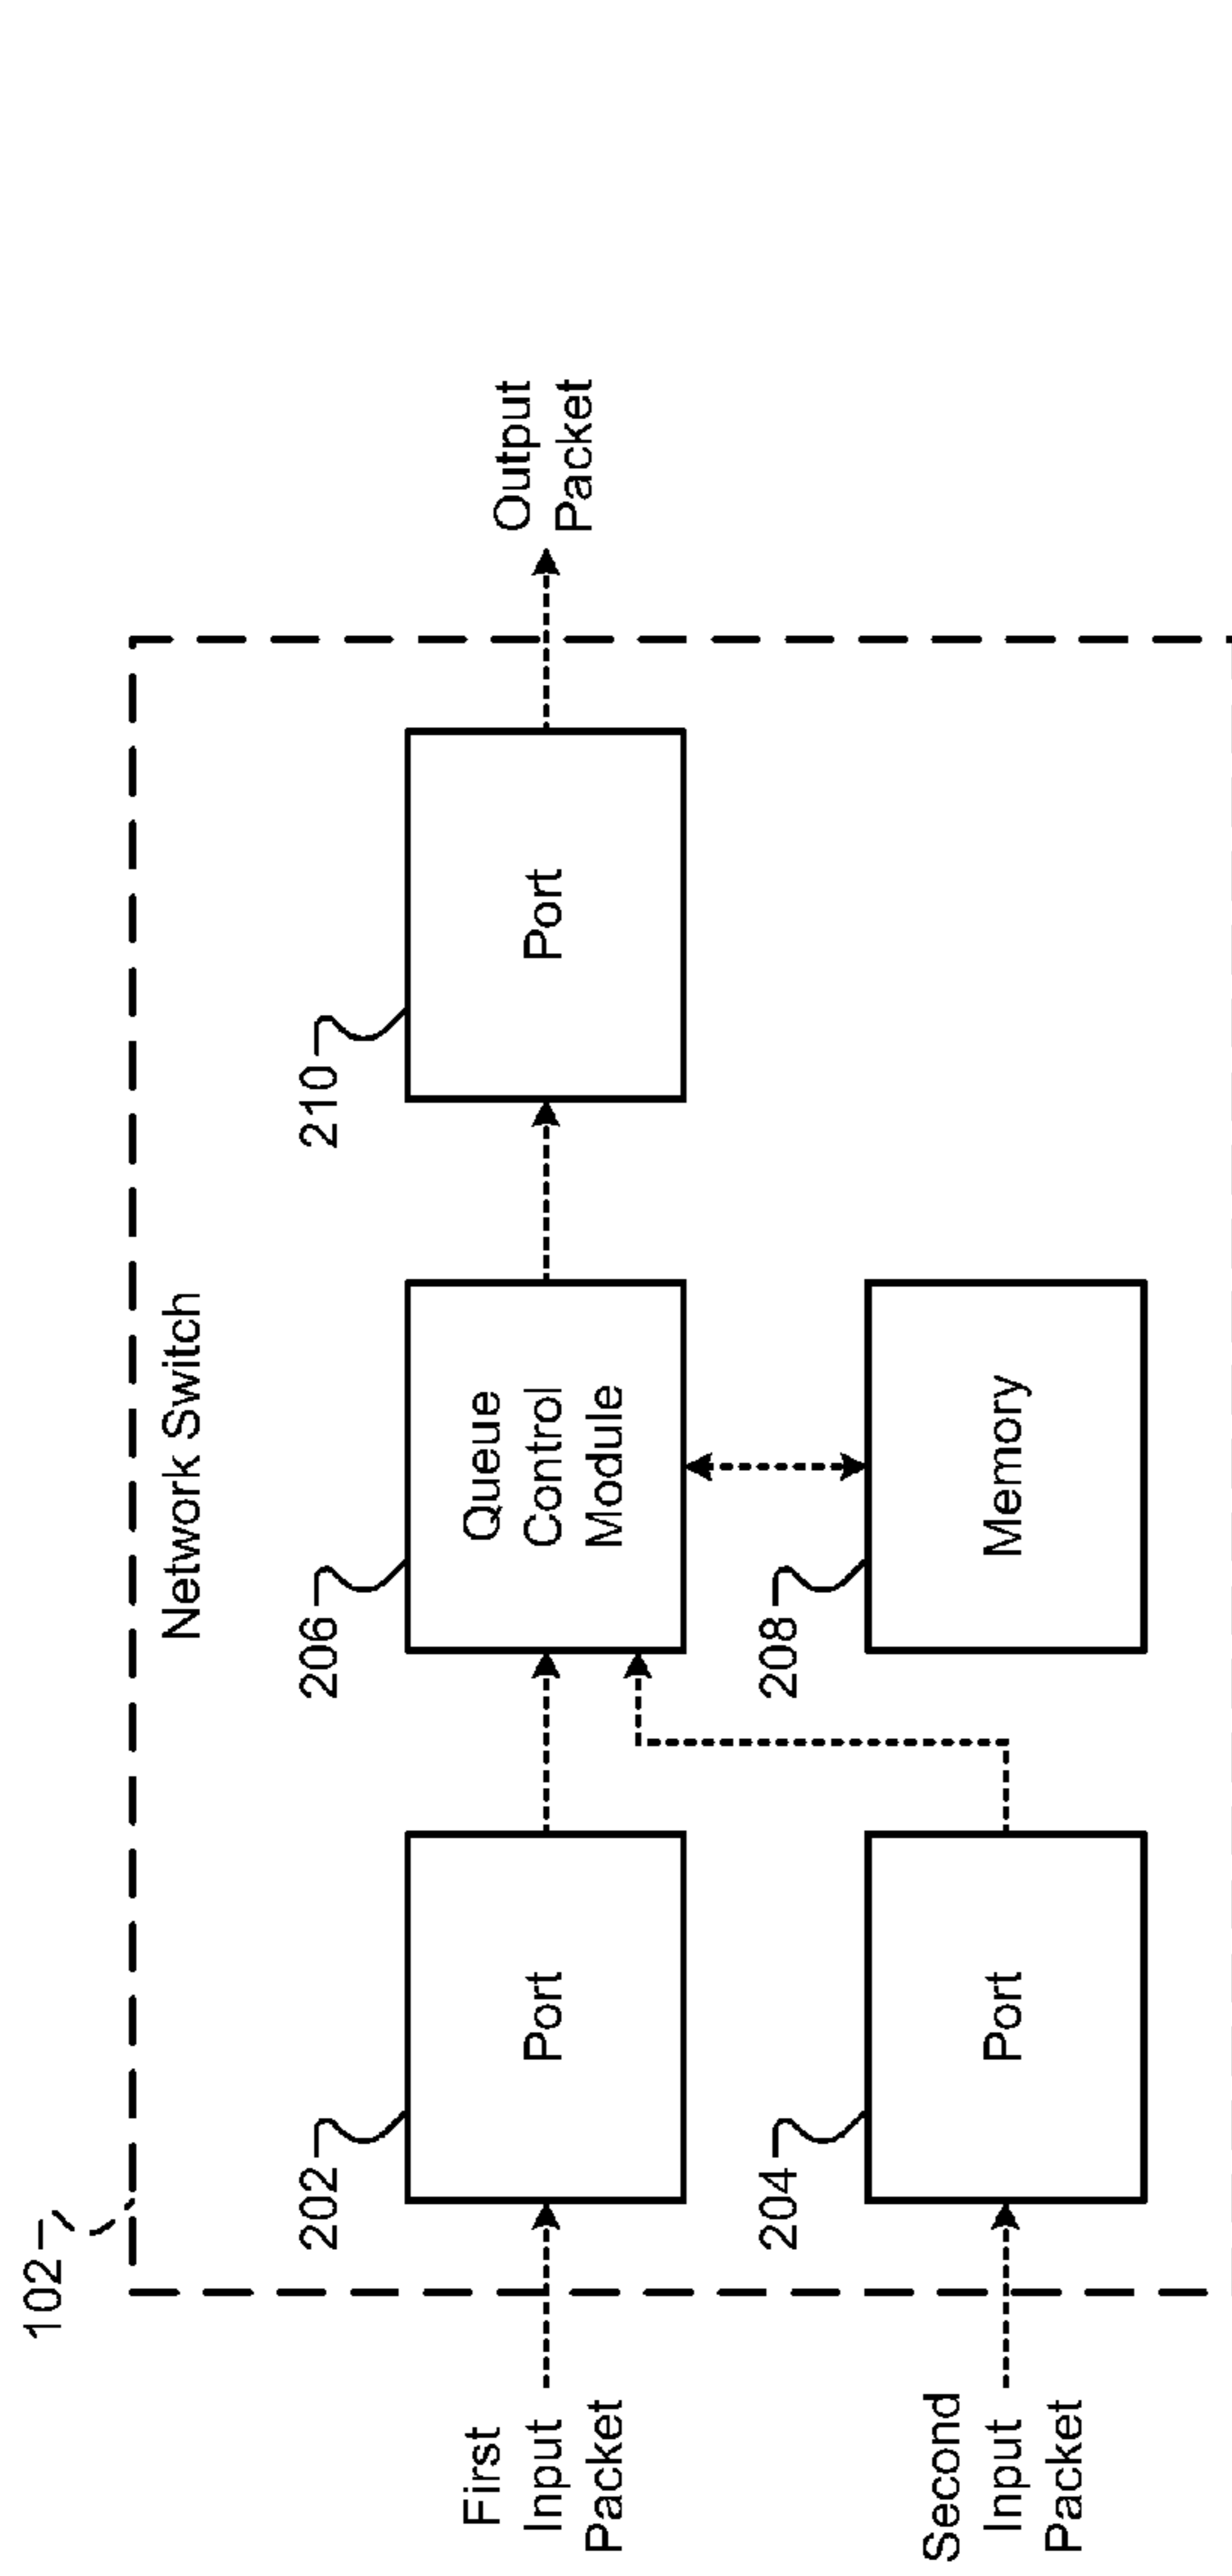 102
Network Switch
202
206
210
First
Input
Packet
Port
Queue
Control
Module
Port
Output
Packet
204
208
Second
Input
Packet
Port
Memory